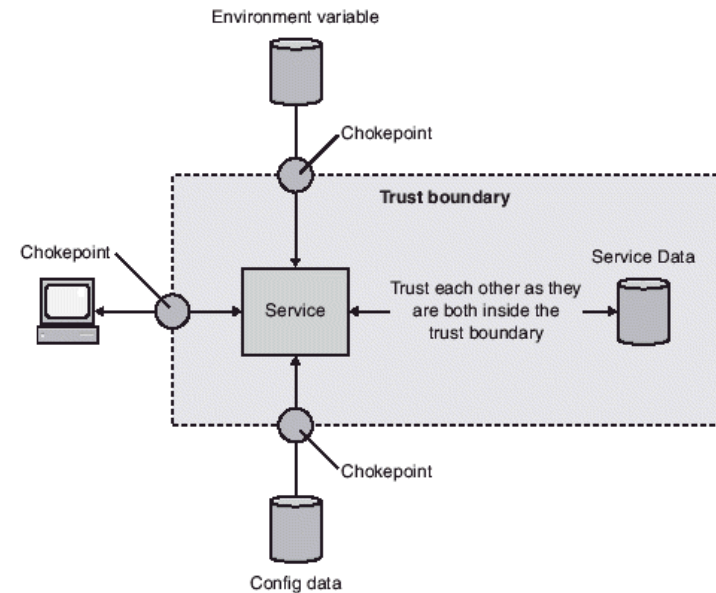 Environment variable
Chokepoint
Trust boundary
Chokepoint
Service Data
Service
Trust each other as they
are both inside the
trust boundary
Chokepoint
Config data